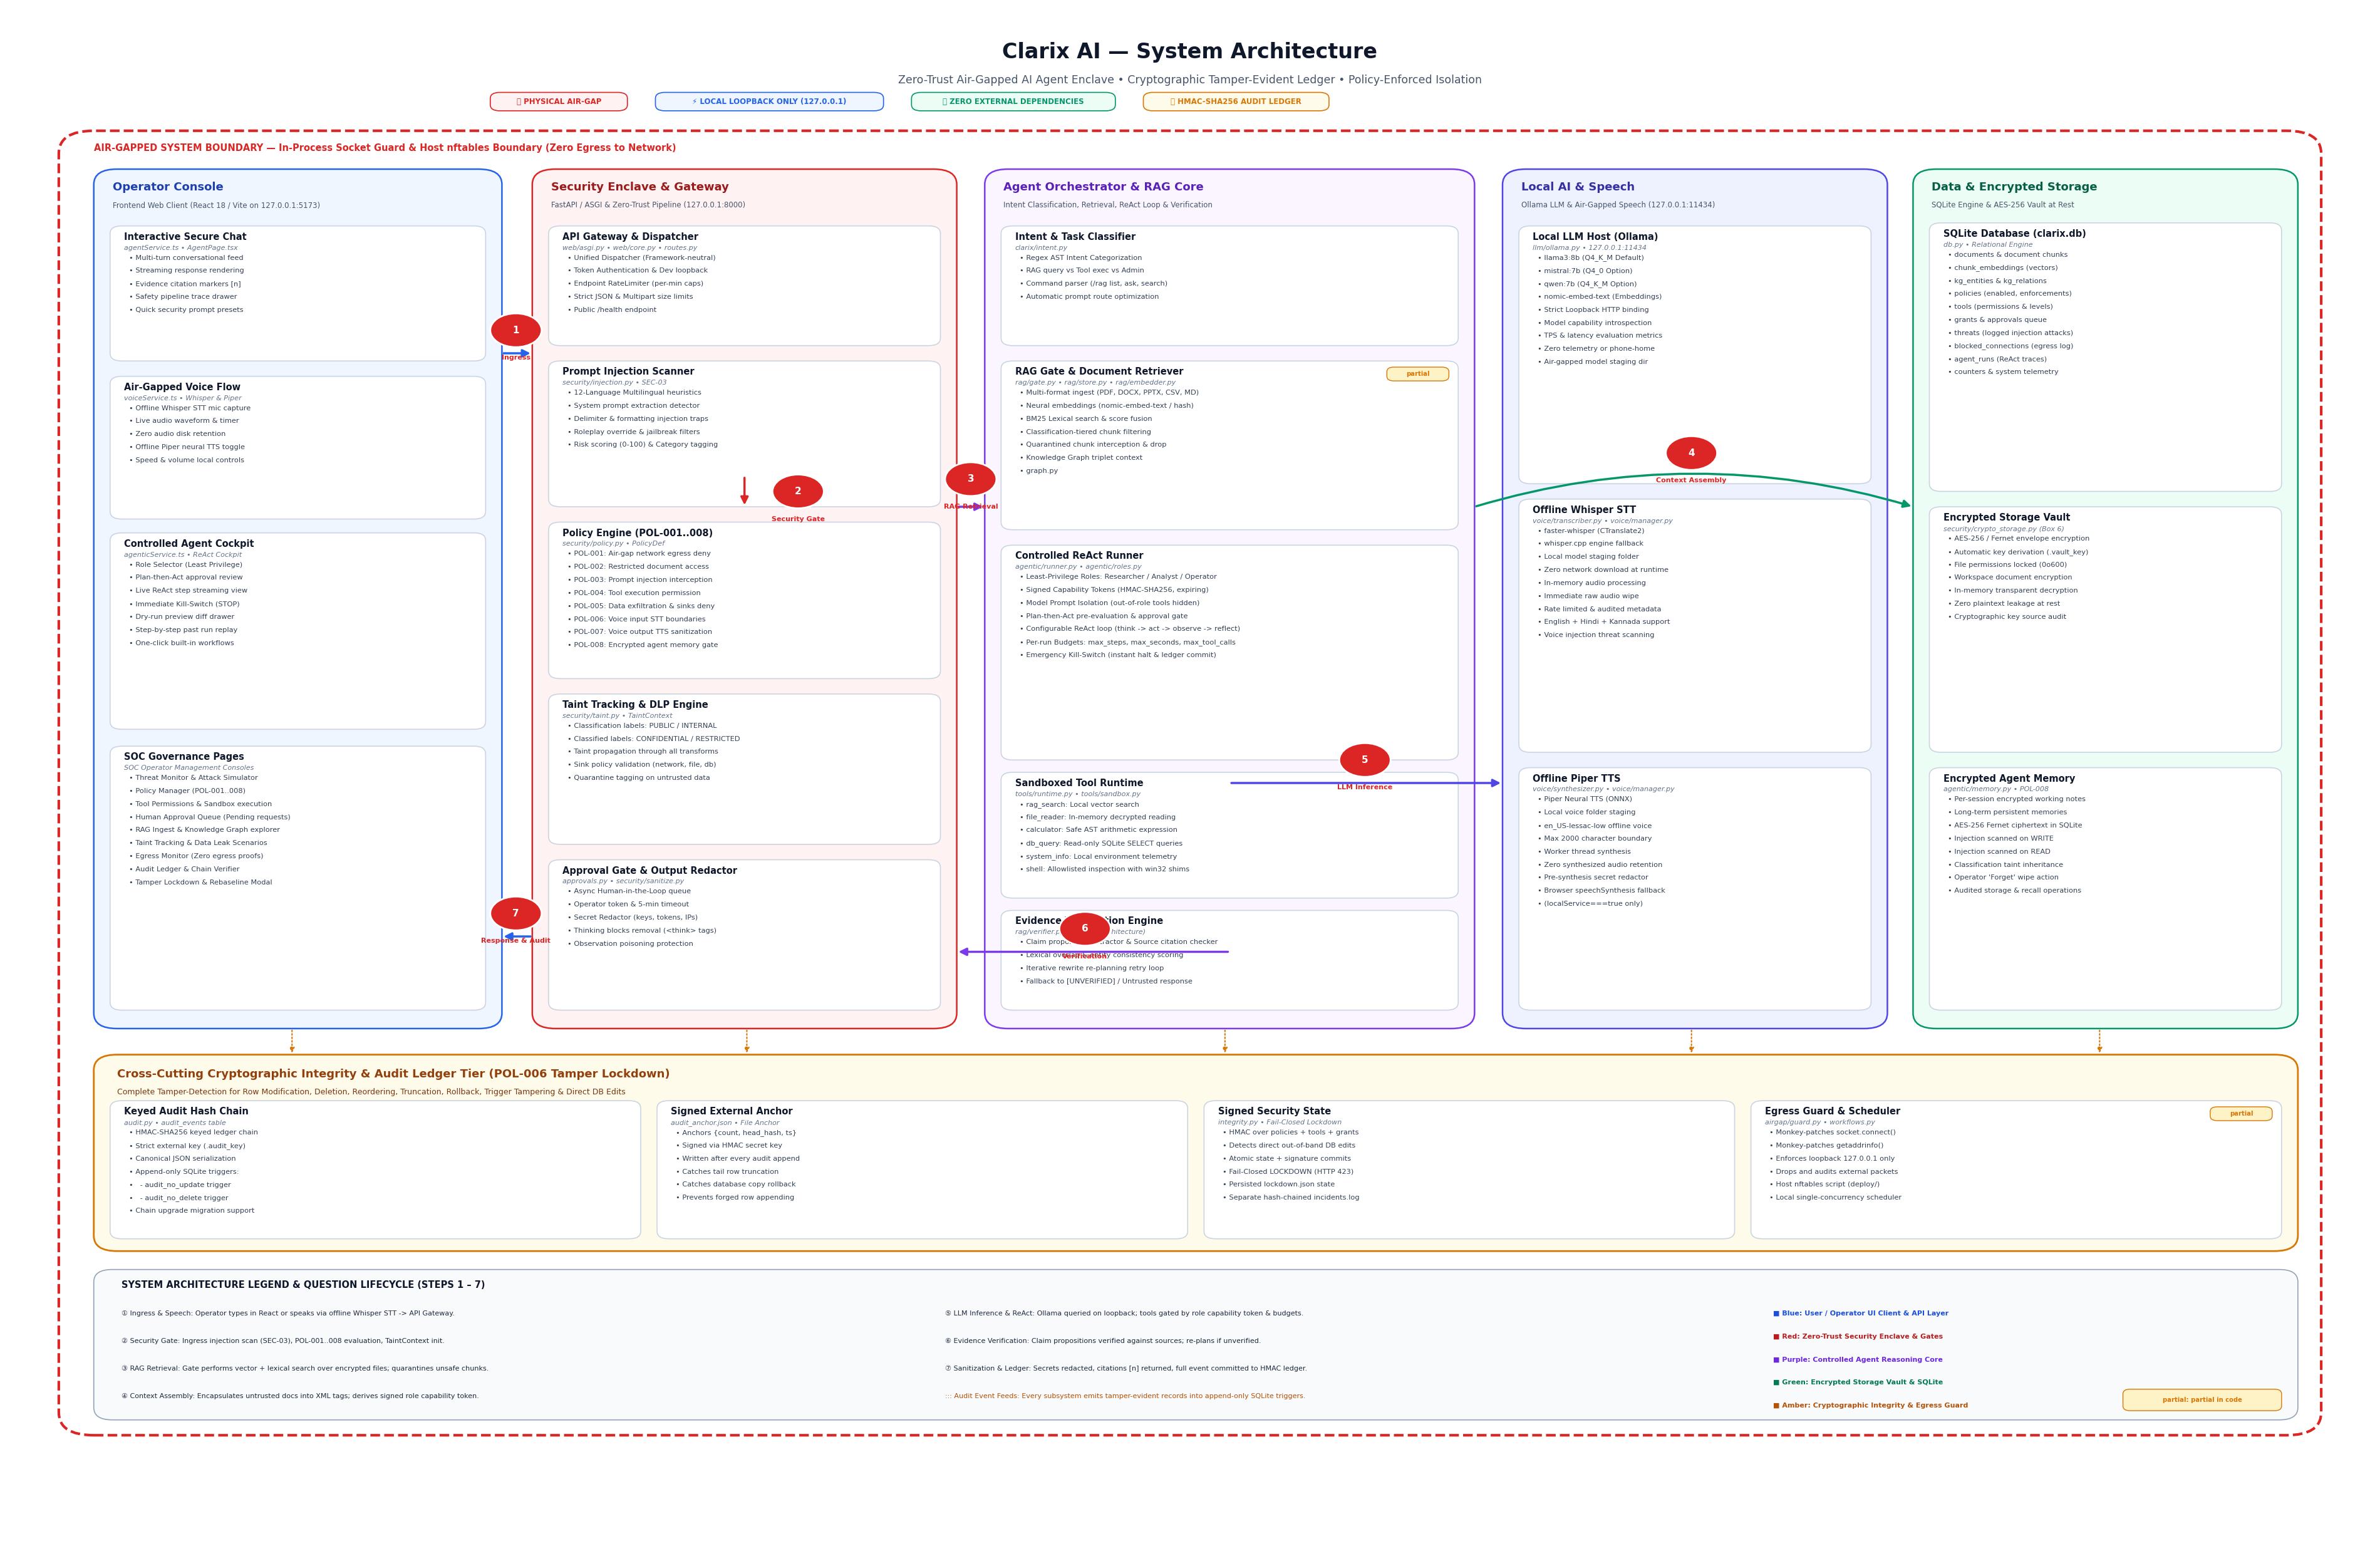 Clarix AI — System Architecture
Zero-Trust Air-Gapped AI Agent Enclave • Cryptographic Tamper-Evident Ledger • Policy-Enforced Isolation
PHYSICAL AIR-GAP
⚡ LOCAL LOOPBACK ONLY (127.0.0.1)
ZERO EXTERNAL DEPENDENCIES
HMAC-SHA256 AUDIT LEDGER
AIR-GAPPED SYSTEM BOUNDARY — In-Process Socket Guard & Host nftables Boundary (Zero Egress to Network)
Operator Console
Frontend Web Client (React 18 / Vite on 127.0.0.1:5173)
Interactive Secure Chat
agentService.ts • AgentPage.tsx
• Multi-turn conversational feed
• Streaming response rendering
• Evidence citation markers [n]
• Safety pipeline trace drawer
• Quick security prompt presets
Air-Gapped Voice Flow
voiceService.ts • Whisper & Piper
• Offline Whisper STT mic capture
• Live audio waveform & timer
• Zero audio disk retention
• Offline Piper neural TTS toggle
• Speed & volume local controls
Controlled Agent Cockpit
agenticService.ts • ReAct Cockpit
• Role Selector (Least Privilege)
• Plan-then-Act approval review
• Live ReAct step streaming view
• Immediate Kill-Switch (STOP)
• Dry-run preview diff drawer
• Step-by-step past run replay
• One-click built-in workflows
SOC Governance Pages
SOC Operator Management Consoles
• Threat Monitor & Attack Simulator
• Policy Manager (POL-001..008)
• Tool Permissions & Sandbox execution
• Human Approval Queue (Pending requests)
• RAG Ingest & Knowledge Graph explorer
• Taint Tracking & Data Leak Scenarios
• Egress Monitor (Zero egress proofs)
• Audit Ledger & Chain Verifier
• Tamper Lockdown & Rebaseline Modal
1
Ingress
7
Response & Audit
Security Enclave & Gateway
FastAPI / ASGI & Zero-Trust Pipeline (127.0.0.1:8000)
API Gateway & Dispatcher
web/asgi.py • web/core.py • routes.py
• Unified Dispatcher (Framework-neutral)
• Token Authentication & Dev loopback
• Endpoint RateLimiter (per-min caps)
• Strict JSON & Multipart size limits
• Public /health endpoint
Prompt Injection Scanner
security/injection.py • SEC-03
• 12-Language Multilingual heuristics
• System prompt extraction detector
• Delimiter & formatting injection traps
• Roleplay override & jailbreak filters
• Risk scoring (0-100) & Category tagging
2
Security Gate
Policy Engine (POL-001..008)
security/policy.py • PolicyDef
• POL-001: Air-gap network egress deny
• POL-002: Restricted document access
• POL-003: Prompt injection interception
• POL-004: Tool execution permission
• POL-005: Data exfiltration & sinks deny
• POL-006: Voice input STT boundaries
• POL-007: Voice output TTS sanitization
• POL-008: Encrypted agent memory gate
Taint Tracking & DLP Engine
security/taint.py • TaintContext
• Classification labels: PUBLIC / INTERNAL
• Classified labels: CONFIDENTIAL / RESTRICTED
• Taint propagation through all transforms
• Sink policy validation (network, file, db)
• Quarantine tagging on untrusted data
Approval Gate & Output Redactor
approvals.py • security/sanitize.py
• Async Human-in-the-Loop queue
• Operator token & 5-min timeout
• Secret Redactor (keys, tokens, IPs)
• Thinking blocks removal (<think> tags)
• Observation poisoning protection
3
RAG Retrieval
Agent Orchestrator & RAG Core
Intent Classification, Retrieval, ReAct Loop & Verification
Intent & Task Classifier
clarix/intent.py
• Regex AST Intent Categorization
• RAG query vs Tool exec vs Admin
• Command parser (/rag list, ask, search)
• Automatic prompt route optimization
RAG Gate & Document Retriever
partial
rag/gate.py • rag/store.py • rag/embedder.py
• Multi-format ingest (PDF, DOCX, PPTX, CSV, MD)
• Neural embeddings (nomic-embed-text / hash)
• BM25 Lexical search & score fusion
• Classification-tiered chunk filtering
• Quarantined chunk interception & drop
• Knowledge Graph triplet context
• graph.py
Controlled ReAct Runner
agentic/runner.py • agentic/roles.py
• Least-Privilege Roles: Researcher / Analyst / Operator
• Signed Capability Tokens (HMAC-SHA256, expiring)
• Model Prompt Isolation (out-of-role tools hidden)
• Plan-then-Act pre-evaluation & approval gate
• Configurable ReAct loop (think -> act -> observe -> reflect)
• Per-run Budgets: max_steps, max_seconds, max_tool_calls
• Emergency Kill-Switch (instant halt & ledger commit)
5
LLM Inference
Sandboxed Tool Runtime
tools/runtime.py • tools/sandbox.py
• rag_search: Local vector search
• file_reader: In-memory decrypted reading
• calculator: Safe AST arithmetic expression
• db_query: Read-only SQLite SELECT queries
• system_info: Local environment telemetry
• shell: Allowlisted inspection with win32 shims
Evidence Engine
• Claim & Source citation checker
• Lexical consistency scoring
• Iterative rewrite re-planning retry loop
• Fallback to [UNVERIFIED] / Untrusted response
6
Verification
Local AI & Speech
Ollama LLM & Air-Gapped Speech (127.0.0.1:11434)
Local LLM Host (Ollama)
llm/ollama.py • 127.0.0.1:11434
• llama3:8b (Q4_K_M Default)
• mistral:7b (Q4_0 Option)
• qwen:7b (Q4_K_M Option)
• nomic-embed-text (Embeddings)
• Strict Loopback HTTP binding
• Model capability introspection
• TPS & latency evaluation metrics
• Zero telemetry or phone-home
• Air-gapped model staging dir
4
Context Assembly
Offline Whisper STT
voice/transcriber.py • voice/manager.py
• faster-whisper (CTranslate2)
• whisper.cpp engine fallback
• Local model staging folder
• Zero network download at runtime
• In-memory audio processing
• Immediate raw audio wipe
• Rate limited & audited metadata
• English + Hindi + Kannada support
• Voice injection threat scanning
Offline Piper TTS
voice/synthesizer.py • voice/manager.py
• Piper Neural TTS (ONNX)
• Local voice folder staging
• en_US-lessac-low offline voice
• Max 2000 character boundary
• Worker thread synthesis
• Zero synthesized audio retention
• Pre-synthesis secret redactor
• Browser speechSynthesis fallback
• (localService===true only)
Data & Encrypted Storage
SQLite Engine & AES-256 Vault at Rest
SQLite Database (clarix.db)
db.py • Relational Engine
• documents & document chunks
• chunk_embeddings (vectors)
• kg_entities & kg_relations
• policies (enabled, enforcements)
• tools (permissions & levels)
• grants & approvals queue
• threats (logged injection attacks)
• blocked_connections (egress log)
• agent_runs (ReAct traces)
• counters & system telemetry
Encrypted Storage Vault
security/crypto_storage.py (Box 6)
• AES-256 / Fernet envelope encryption
• Automatic key derivation (.vault_key)
• File permissions locked (0o600)
• Workspace document encryption
• In-memory transparent decryption
• Zero plaintext leakage at rest
• Cryptographic key source audit
Encrypted Agent Memory
agentic/memory.py • POL-008
• Per-session encrypted working notes
• Long-term persistent memories
• AES-256 Fernet ciphertext in SQLite
• Injection scanned on WRITE
• Injection scanned on READ
• Classification taint inheritance
• Operator 'Forget' wipe action
• Audited storage & recall operations
Cross-Cutting Cryptographic Integrity & Audit Ledger Tier (POL-006 Tamper Lockdown)
Complete Tamper-Detection for Row Modification, Deletion, Reordering, Truncation, Rollback, Trigger Tampering & Direct DB Edits
Keyed Audit Hash Chain
audit.py • audit_events table
• HMAC-SHA256 keyed ledger chain
• Strict external key (.audit_key)
• Canonical JSON serialization
• Append-only SQLite triggers:
• - audit_no_update trigger
• - audit_no_delete trigger
• Chain upgrade migration support
Signed External Anchor
audit_anchor.json • File Anchor
• Anchors {count, head_hash, ts}
• Signed via HMAC secret key
• Written after every audit append
• Catches tail row truncation
• Catches database copy rollback
• Prevents forged row appending
Signed Security State
integrity.py • Fail-Closed Lockdown
• HMAC over policies + tools + grants
• Detects direct out-of-band DB edits
• Atomic state + signature commits
• Fail-Closed LOCKDOWN (HTTP 423)
• Persisted lockdown.json state
• Separate hash-chained incidents.log
Egress Guard & Scheduler
partial
airgap/guard.py • workflows.py
• Monkey-patches socket.connect()
• Monkey-patches getaddrinfo()
• Enforces loopback 127.0.0.1 only
• Drops and audits external packets
• Host nftables script (deploy/)
• Local single-concurrency scheduler
SYSTEM ARCHITECTURE LEGEND & QUESTION LIFECYCLE (STEPS 1 – 7)
① Ingress & Speech: Operator types in React or speaks via offline Whisper STT -> API Gateway.
② Security Gate: Ingress injection scan (SEC-03), POL-001..008 evaluation, TaintContext init.
③ RAG Retrieval: Gate performs vector + lexical search over encrypted files; quarantines unsafe chunks.
④ Context Assembly: Encapsulates untrusted docs into XML tags; derives signed role capability token.
⑤ LLM Inference & ReAct: Ollama queried on loopback; tools gated by role capability token & budgets.
⑥ Evidence Verification: Claim propositions verified against sources; re-plans if unverified.
⑦ Sanitization & Ledger: Secrets redacted, citations [n] returned, full event committed to HMAC ledger.
::: Audit Event Feeds: Every subsystem emits tamper-evident records into append-only SQLite triggers.
■ Blue: User / Operator UI Client & API Layer
■ Red: Zero-Trust Security Enclave & Gates
■ Purple: Controlled Agent Reasoning Core
■ Green: Encrypted Storage Vault & SQLite
■ Amber: Cryptographic Integrity & Egress Guard
partial: partial in code